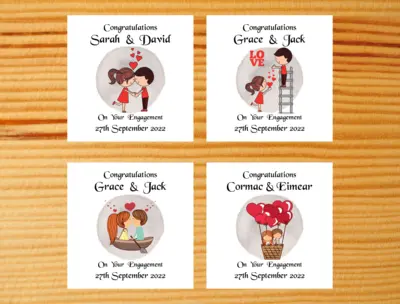 Congratulations
Sarah & David
On Your Engagement
27th September 2022
Congratulations
Grace & Jack
LOVE
On Your Engagement
27th September 2022
Congratulations
Grace & Jack
On Your Engagement
27th September 2022
Congratulations
Cormac & Eimear
On Your Engagement
27th September 2022